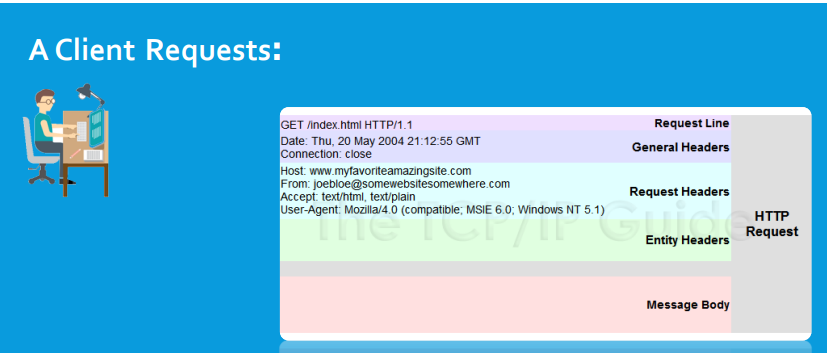 A Client Requests:
GET /index.html HTTP/1.1
Request Line
Date: Thu, 20 May 2004 21:12:55 GMT
Connection: close
General Headers
Host: www.myfavoriteamazingsite.com
From: joebloe@somewebsitesomewhere.com
Accept: text/html, text/plain
User-Agent: Mozilla/4.0 (compatible; MSIE 6.0; Windows NT 5.1)
Request Headers
The TCP/IP Guide
Entity Headers
Message Body
HTTP
Request